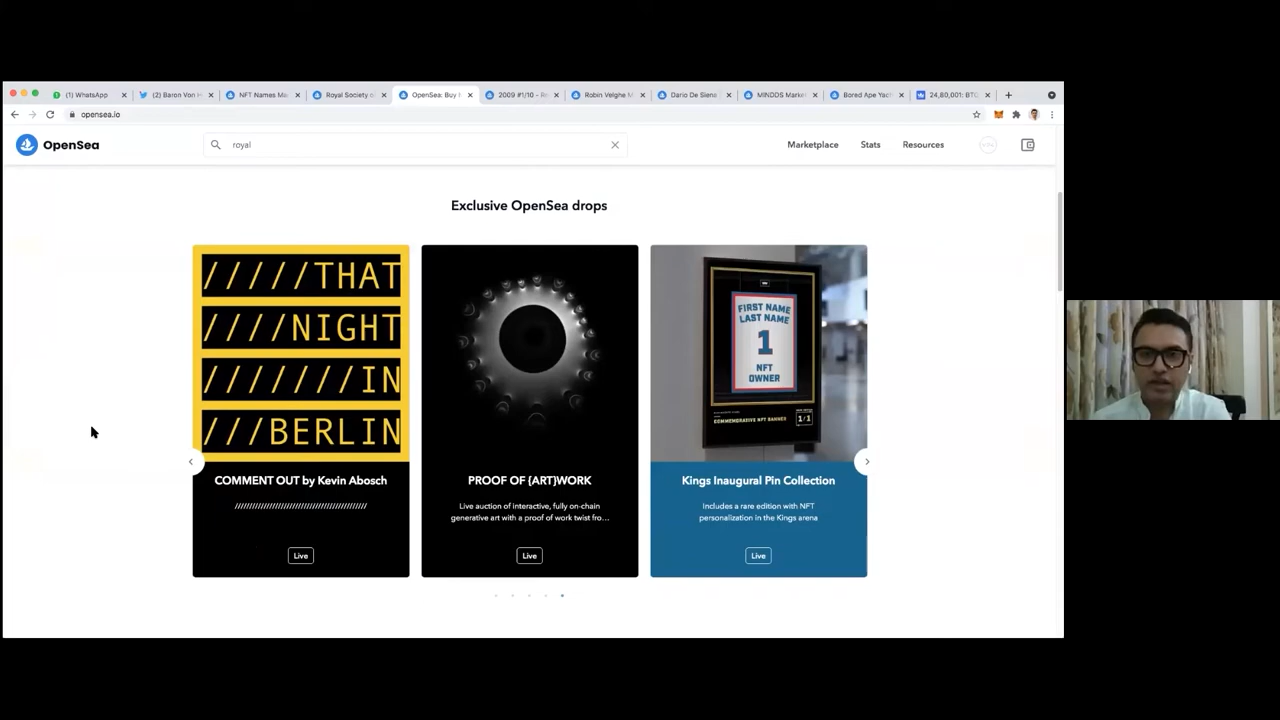 (1) WhatsApp
(2) Baron Von H
NFT Names Ma
Royal Society o
OpenSea: Buy
2009 #1/10 - R
Robin Velghe M
Dario De Siena
MINDDS Market
Bored Ape Yach
24,80,001: BTC
opensea.io
OpenSea
royal
Marketplace
Stats
Resources
Exclusive OpenSea drops
/////THAT
////NIGHT
///////IN
///BERLIN
COMMENT OUT by Kevin Abosch
Live
PROOF OF {ART}WORK
Live auction of interactive, fully on-chain
generative art with a proof of work twist fro...
Live
FIRST NAME
LAST NAME
1
NFT
OWNER
COMMEMORATIVE NFT BANNER
1/1
Kings Inaugural Pin Collection
Includes a rare edition with NFT
personalization in the Kings arena
Live